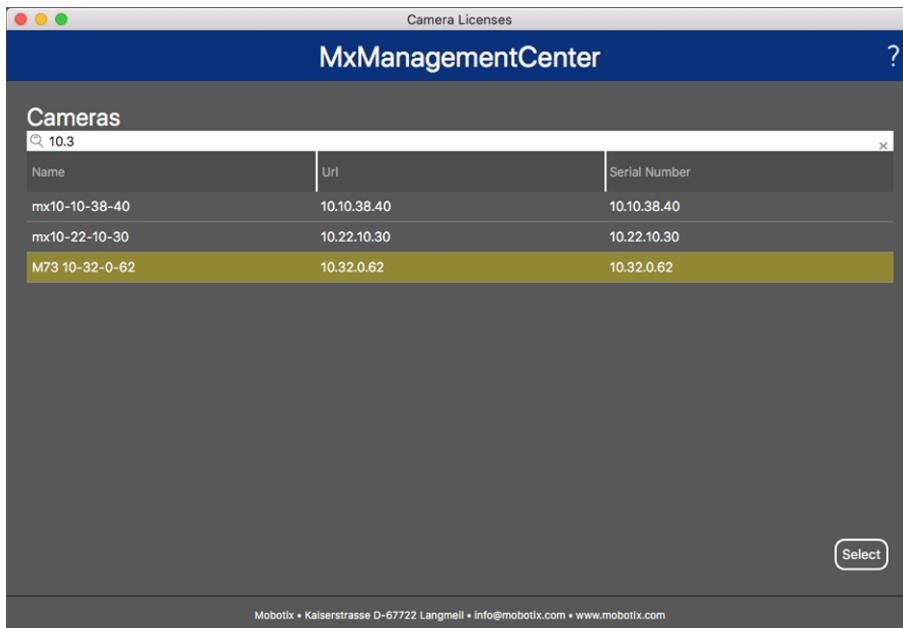 Camera Licenses
MxManagementCenter ?
Cameras
10.3
Name Url Serial Number
mx10-10-38-40 10.10.38.40 10.10.38.40
mx10-22-10-30 10.22.10.30 10.22.10.30
M73 10-32-0-62 10.32.0.62 10.32.0.62
Select
Mobotix • Kaiserstrasse D-67722 Langmeil • info@mobotix.com • www.mobotix.com